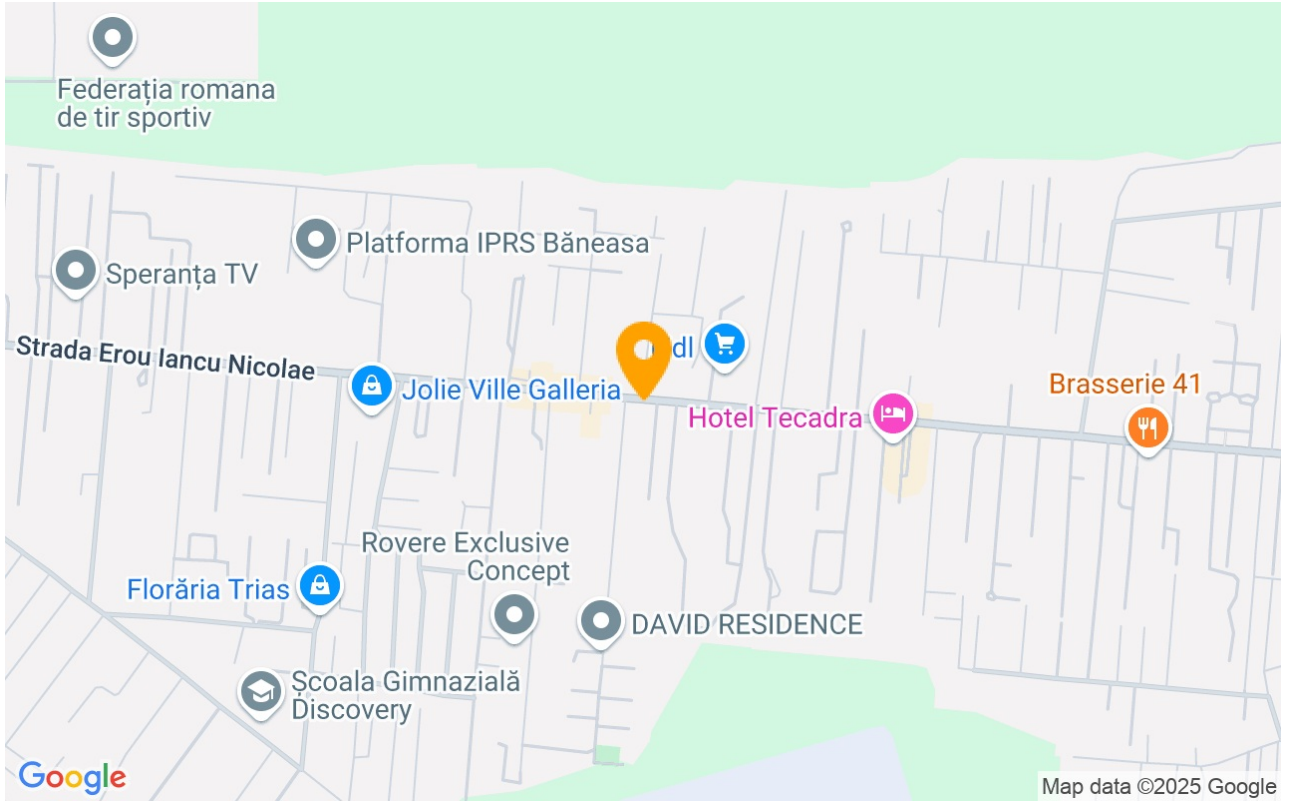 Federația romana
de tir sportiv
Platforma IPRS Băneasa
Speranța TV
Strada Erou Iancu Nicolae
Jolie Ville Galleria
Hotel Tecadra
Brasserie 41
Rovere Exclusive
Concept
Florăria Trias
DAVID RESIDENCE
Școala Gimnazială
Discovery
Google
Map data ©2025 Google